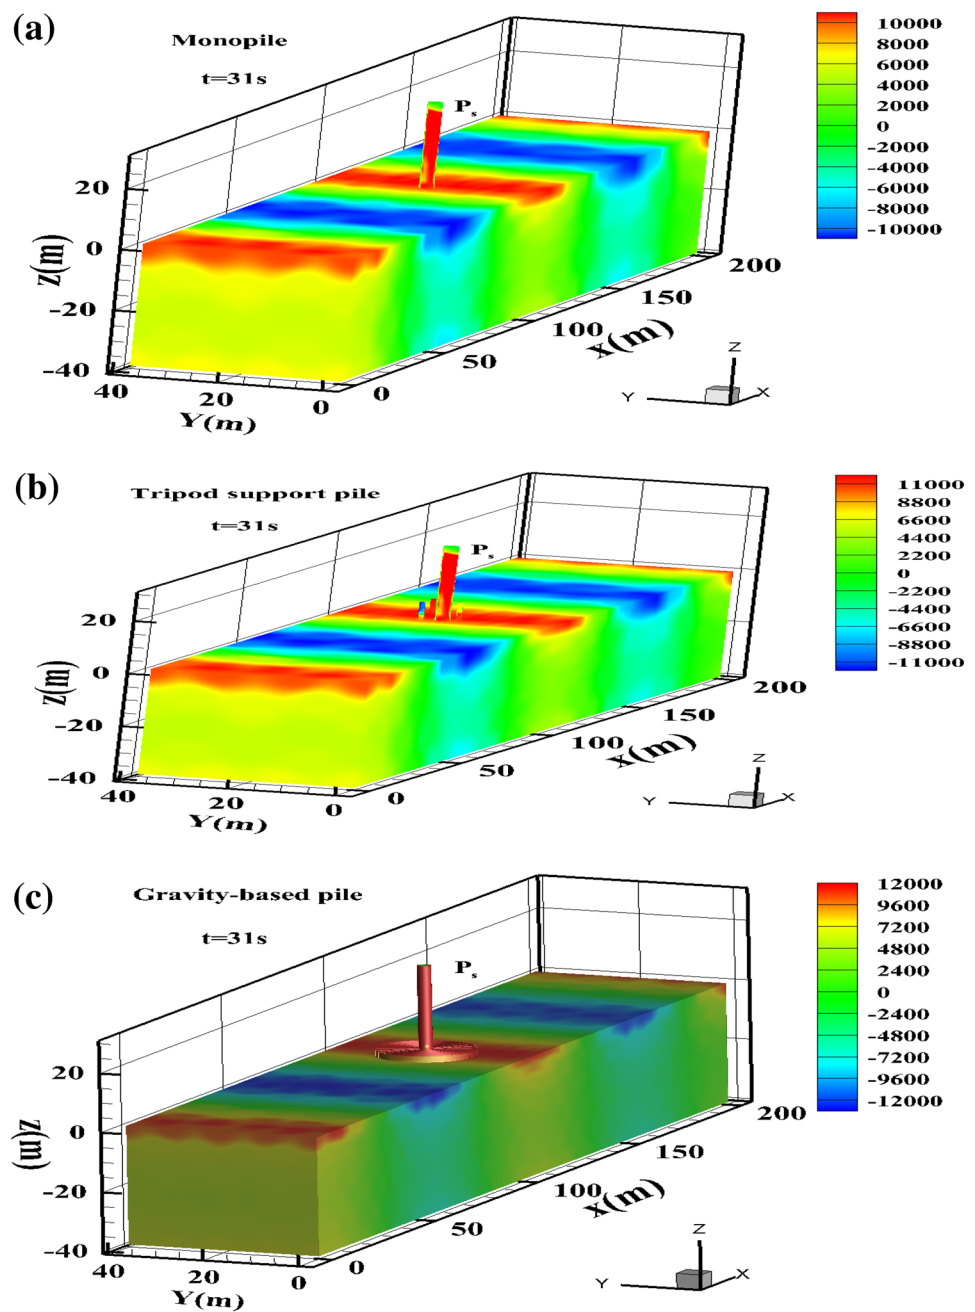 (a)
Monopile
t=31s
Ps
10000
8000
6000
4000
2000
0
-2000
-4000
-6000
-8000
-10000
20
0
-20
-40
z(m)
40
20
0
Y(m)
0
50
100
150
200
x(m)
Z
Y
X
(b)
Tripod support pile
t=31s
Ps
11000
8800
6600
4400
2200
0
-2200
-4400
-6600
-8800
-11000
20
0
-20
-40
z(m)
40
20
0
Y(m)
0
50
100
150
200
x(m)
Z
Y
X
(c)
Gravity-based pile
t=31s
Ps
12000
9600
7200
4800
2400
0
-2400
-4800
-7200
-9600
-12000
20
0
-20
-40
z(m)
40
20
0
Y(m)
0
50
100
150
200
x(m)
Z
Y
X